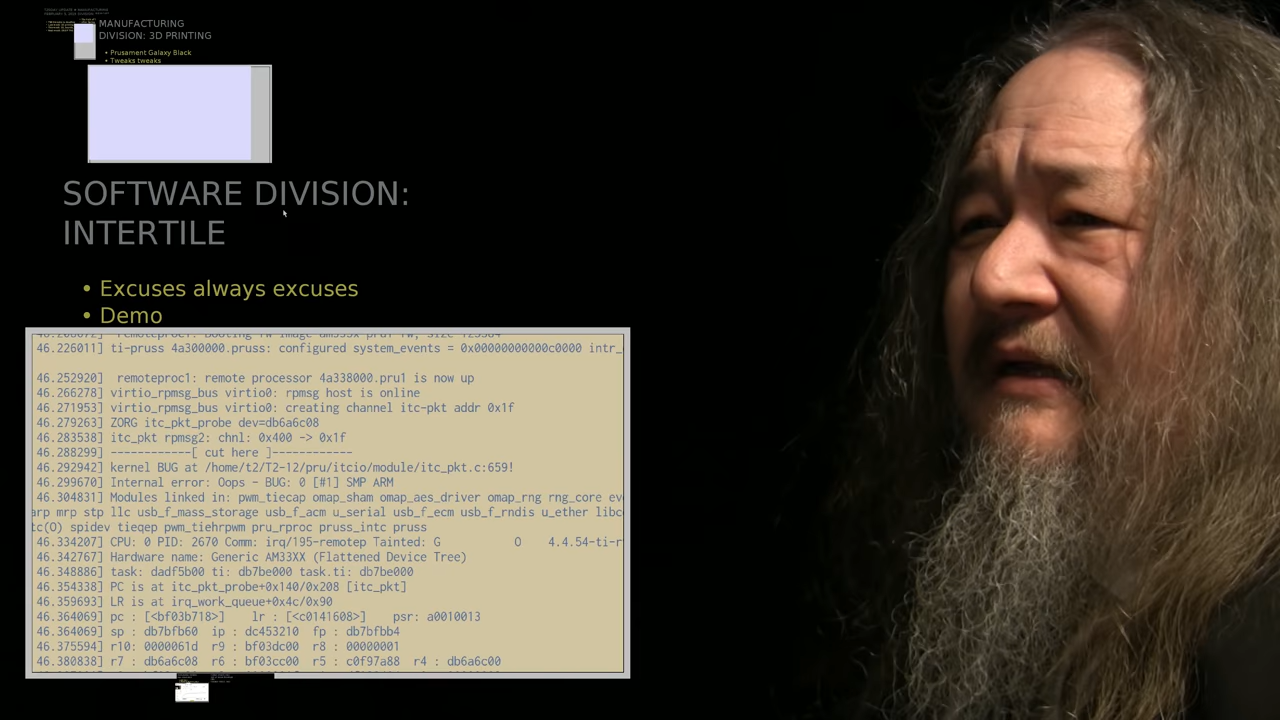 TUESDAY UPDATE
MANUFACTURING
DIVISION: 3D PRINTING
• Prusament Galaxy Black
• Tweaks tweaks
SOFTWARE DIVISION:
INTERTILE
• Excuses always excuses
• Demo
46.226011] ti-pruss 4a300000.pruss: configured system_events = 0x00000000000c0000 intr_
46.252920]  remoteproc1: remote processor 4a338000.pru1 is now up
46.266278] virtio_rpmsg_bus virtio0: rpmsg host is online
46.271953] virtio_rpmsg_bus virtio0: creating channel itc-pkt addr 0x1f
46.279263] ZORG itc_pkt_probe dev=db6a6c08
46.283538] itc_pkt rpmsg2: chnl: 0x400 -> 0x1f
46.288299] ------------[ cut here ]------------
46.292942] kernel BUG at /home/t2/T2-12/pru/itcio/module/itc_pkt.c:659!
46.299670] Internal error: Oops - BUG: 0 [#1] SMP ARM
46.304831] Modules linked in: pwm_tiecap omap_sham omap_aes_driver omap_rng rng_core eve
arp mrp stp llc usb_f_mass_storage usb_f_acm u_serial usb_f_ecm usb_f_rndis u_ether libc
tc(O) spidev tieqep pwm_tiehrpwm pru_rproc pruss_intc pruss
46.334207] CPU: 0 PID: 2670 Comm: irq/195-remotep Tainted: G           O    4.4.54-ti-r
46.342767] Hardware name: Generic AM33XX (Flattened Device Tree)
46.348886] task: dadf5b00 ti: db7be000 task.ti: db7be000
46.354338] PC is at itc_pkt_probe+0x140/0x208 [itc_pkt]
46.359693] LR is at irq_work_queue+0x4c/0x90
46.364069] pc : [<bf03b718>]    lr : [<c0141608>]    psr: a0010013
46.364069] sp : db7bfb60  ip : dc453210  fp : db7bfbb4
46.375594] r10: 0000061d  r9 : bf03dc00  r8 : 00000001
46.380838] r7 : db6a6c08  r6 : bf03cc00  r5 : c0f97a88  r4 : db6a6c00